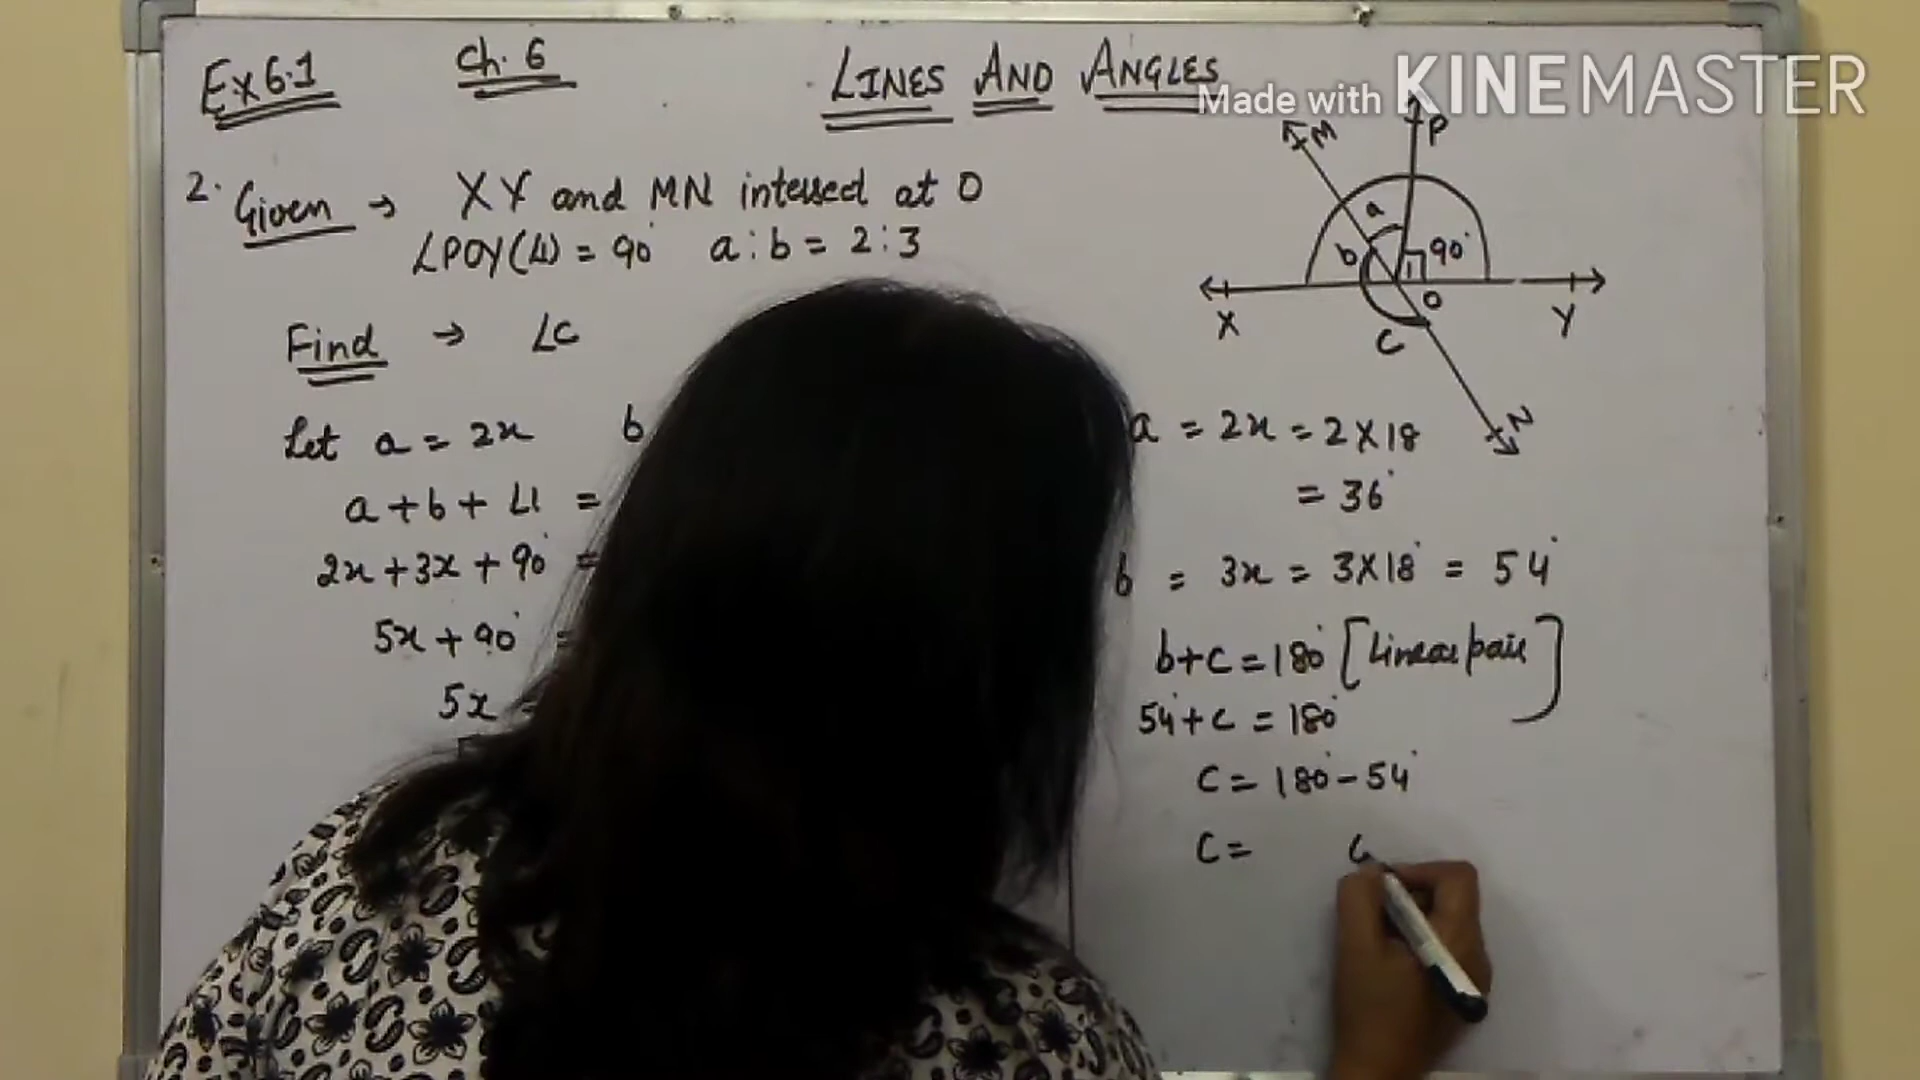 Ex 6.1 Ch. 6 LINES AND ANGLES
Made with KINEMASTER
2. Given → XY and MN intersect at O
∠POY (∠1) = 90° a : b = 2 : 3
Find → ∠C
Let a = 2x b
a + b + ∠1 =
2x + 3x + 90° =
5x + 90° =
5x =
M P
a
b 90°
1
X O Y
C
N
a = 2x = 2 × 18
= 36°
b = 3x = 3 × 18° = 54°
b + c = 180° [Linear pair]
54° + c = 180°
C = 180° - 54°
C =